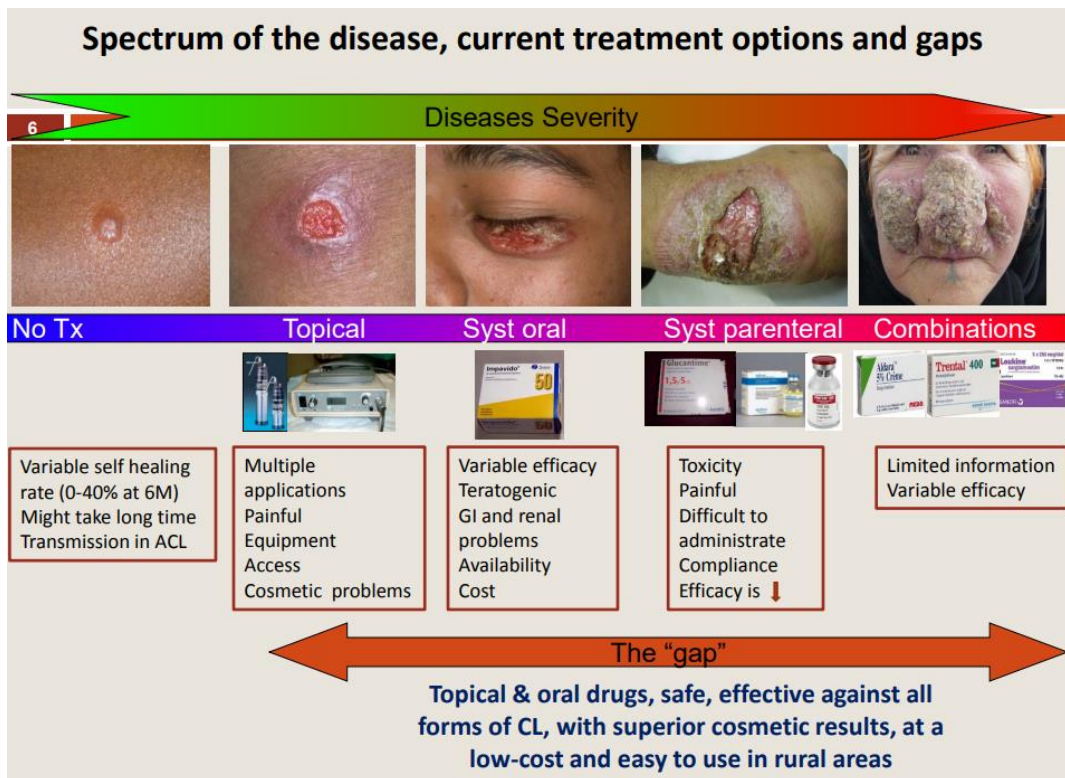 Spectrum of the disease, current treatment options and gaps
Diseases Severity
6
No Tx
Topical
Syst oral
Syst parenteral
Combinations
Impavido
50
Glucantime
1,5
Aldara
5% Crème
Trental 400
Leukine
sargramostim
Variable self healing
rate (0-40% at 6M)
Might take long time
Transmission in ACL
Multiple
applications
Painful
Equipment
Access
Cosmetic problems
Variable efficacy
Teratogenic
GI and renal
problems
Availability
Cost
Toxicity
Painful
Difficult to
administrate
Compliance
Efficacy is
Limited information
Variable efficacy
The “gap”
Topical & oral drugs, safe, effective against all
forms of CL, with superior cosmetic results, at a
low-cost and easy to use in rural areas